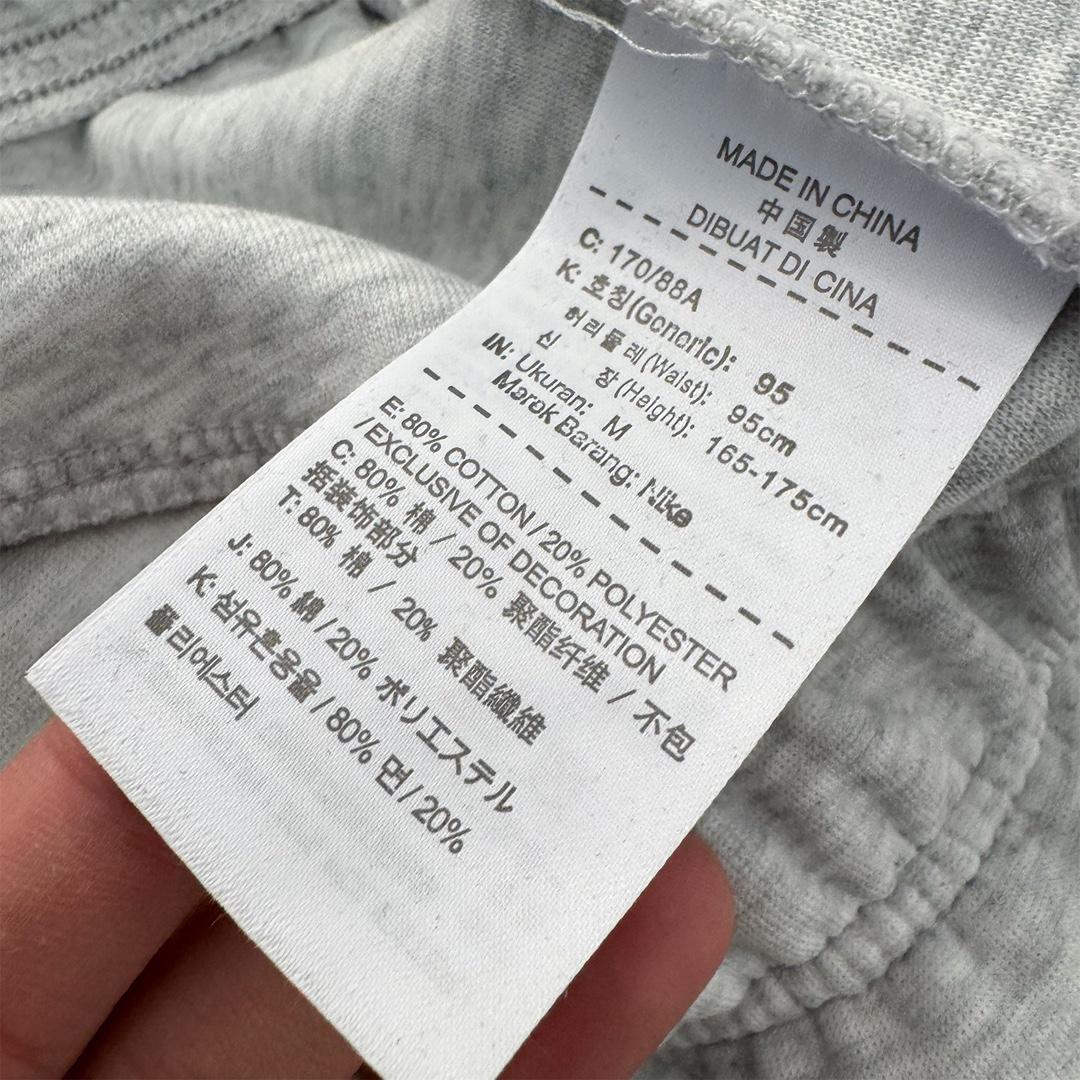 MADE IN CHINA
中国製
DIBUAT DI CINA
C: 170/88A
K: 호칭(Generic): 95
허리둘레(Waist): 95cm
신 장(Height): 165-175cm
IN: Ukuran: M
Merek Barang: Nike
E: 80% COTTON / 20% POLYESTER
/EXCLUSIVE OF DECORATION
C: 80% 棉 / 20% 聚酯纤维 / 不包
括装饰部分
T: 80% 棉 / 20% 聚酯纖維
J: 80% 綿 / 20% ポリエステル
K: 섬유혼용율 / 80% 면 / 20%
폴리에스터